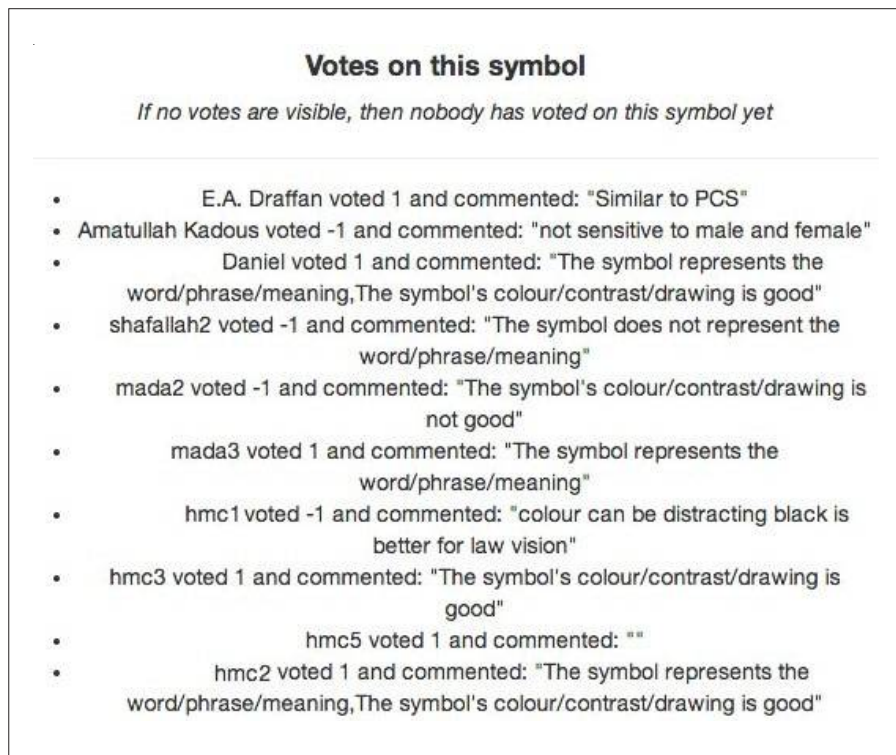 Votes on this symbol
If no votes are visible, then nobody has voted on this symbol yet
• E.A. Draffan voted 1 and commented: "Similar to PCS"
• Amatullah Kadous voted -1 and commented: "not sensitive to male and female"
• Daniel voted 1 and commented: "The symbol represents the
word/phrase/meaning,The symbol's colour/contrast/drawing is good"
• shafallah2 voted -1 and commented: "The symbol does not represent the
word/phrase/meaning"
• mada2 voted -1 and commented: "The symbol's colour/contrast/drawing is
not good"
• mada3 voted 1 and commented: "The symbol represents the
word/phrase/meaning"
• hmc1 voted -1 and commented: "colour can be distracting black is
better for law vision"
• hmc3 voted 1 and commented: "The symbol's colour/contrast/drawing is
good"
• hmc5 voted 1 and commented: ""
• hmc2 voted 1 and commented: "The symbol represents the
word/phrase/meaning,The symbol's colour/contrast/drawing is good"